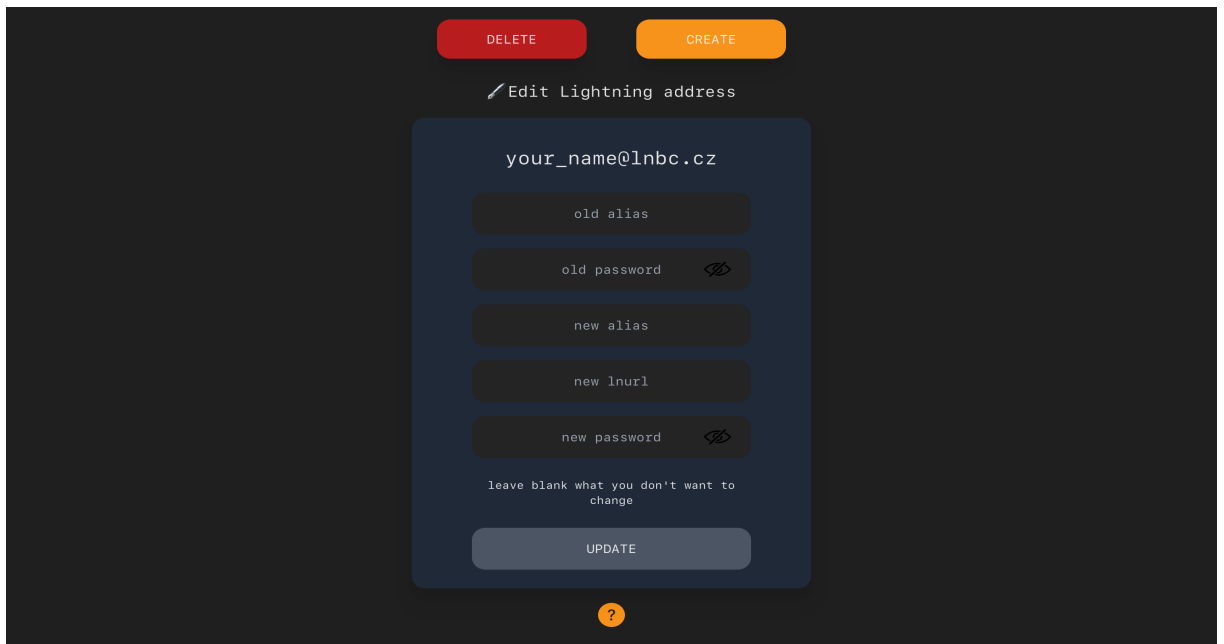 DELETE
CREATE
Edit Lightning address
your_name@lnbc.cz
old alias
old password
new alias
new lnurl
new password
leave blank what you don't want to
change
UPDATE
?